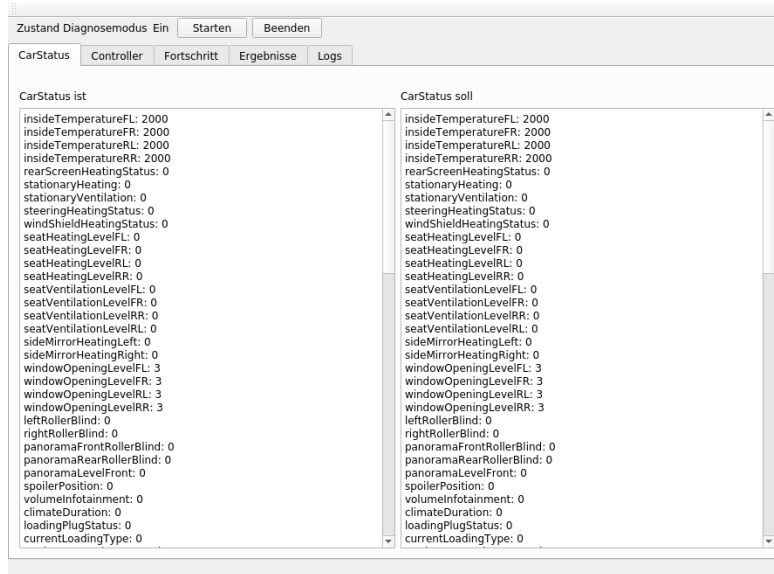 Zustand Diagnosemodus Ein Starten Beenden
CarStatus Controller Fortschritt Ergebnisse Logs
CarStatus ist
insideTemperatureFL: 2000
insideTemperatureFR: 2000
insideTemperatureRL: 2000
insideTemperatureRR: 2000
rearScreenHeatingStatus: 0
stationaryHeating: 0
stationaryVentilation: 0
steeringHeatingStatus: 0
windShieldHeatingStatus: 0
seatHeatingLevelFL: 0
seatHeatingLevelFR: 0
seatHeatingLevelRL: 0
seatHeatingLevelRR: 0
seatVentilationLevelFL: 0
seatVentilationLevelFR: 0
seatVentilationLevelRR: 0
seatVentilationLevelRL: 0
sideMirrorHeatingLeft: 0
sideMirrorHeatingRight: 0
windowOpeningLevelFL: 3
windowOpeningLevelFR: 3
windowOpeningLevelRL: 3
windowOpeningLevelRR: 3
leftRollerBlind: 0
rightRollerBlind: 0
panoramaFrontRollerBlind: 0
panoramaRearRollerBlind: 0
panoramaLevelFront: 0
spoilerPosition: 0
volumeInfotainment: 0
climateDuration: 0
loadingPlugStatus: 0
currentLoadingType: 0
CarStatus soll
insideTemperatureFL: 2000
insideTemperatureFR: 2000
insideTemperatureRL: 2000
insideTemperatureRR: 2000
rearScreenHeatingStatus: 0
stationaryHeating: 0
stationaryVentilation: 0
steeringHeatingStatus: 0
windShieldHeatingStatus: 0
seatHeatingLevelFL: 0
seatHeatingLevelFR: 0
seatHeatingLevelRL: 0
seatHeatingLevelRR: 0
seatVentilationLevelFL: 0
seatVentilationLevelFR: 0
seatVentilationLevelRR: 0
seatVentilationLevelRL: 0
sideMirrorHeatingLeft: 0
sideMirrorHeatingRight: 0
windowOpeningLevelFL: 3
windowOpeningLevelFR: 3
windowOpeningLevelRL: 3
windowOpeningLevelRR: 3
leftRollerBlind: 0
rightRollerBlind: 0
panoramaFrontRollerBlind: 0
panoramaRearRollerBlind: 0
panoramaLevelFront: 0
spoilerPosition: 0
volumeInfotainment: 0
climateDuration: 0
loadingPlugStatus: 0
currentLoadingType: 0